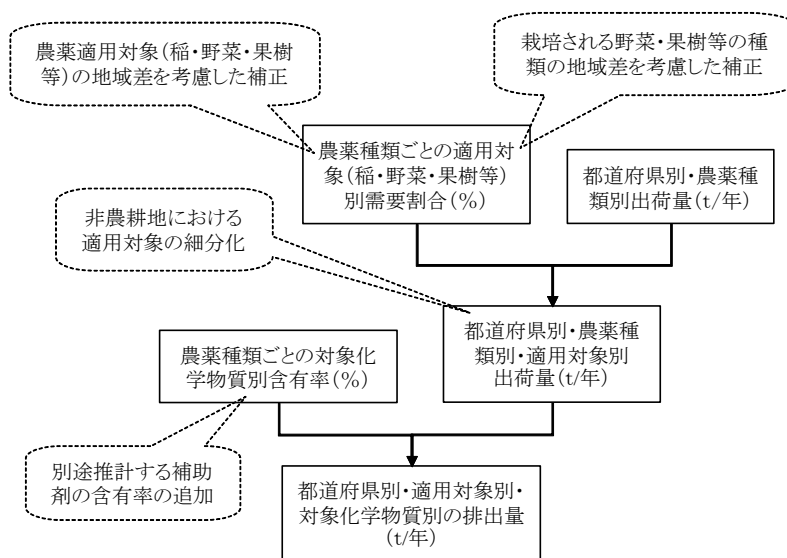 農薬適用対象(稲・野菜・果樹
等)の地域差を考慮した補正
栽培される野菜・果樹等の種
類の地域差を考慮した補正
農薬種類ごとの適用対
象(稲・野菜・果樹等)
別需要割合(%)
都道府県別・農薬種
類別出荷量(t/年)
非農耕地における
適用対象の細分化
都道府県別・農薬種
類別・適用対象別
出荷量(t/年)
農薬種類ごとの対象化
学物質別含有率(%)
別途推計する補助
剤の含有率の追加
都道府県別・適用対象別・
対象化学物質別の排出量
(t/年)